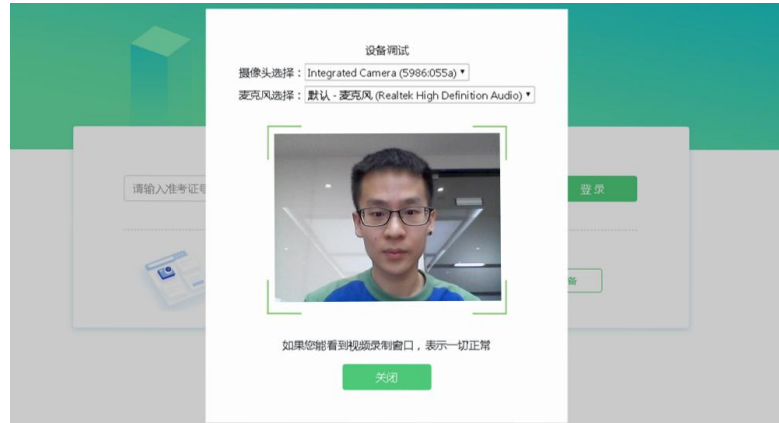 设备调试
摄像头选择：Integrated Camera (5986:055a)
麦克风选择：默认 - 麦克风 (Realtek High Definition Audio)
请输入准考证号
登录
备
如果您能看到视频录制窗口，表示一切正常
关闭